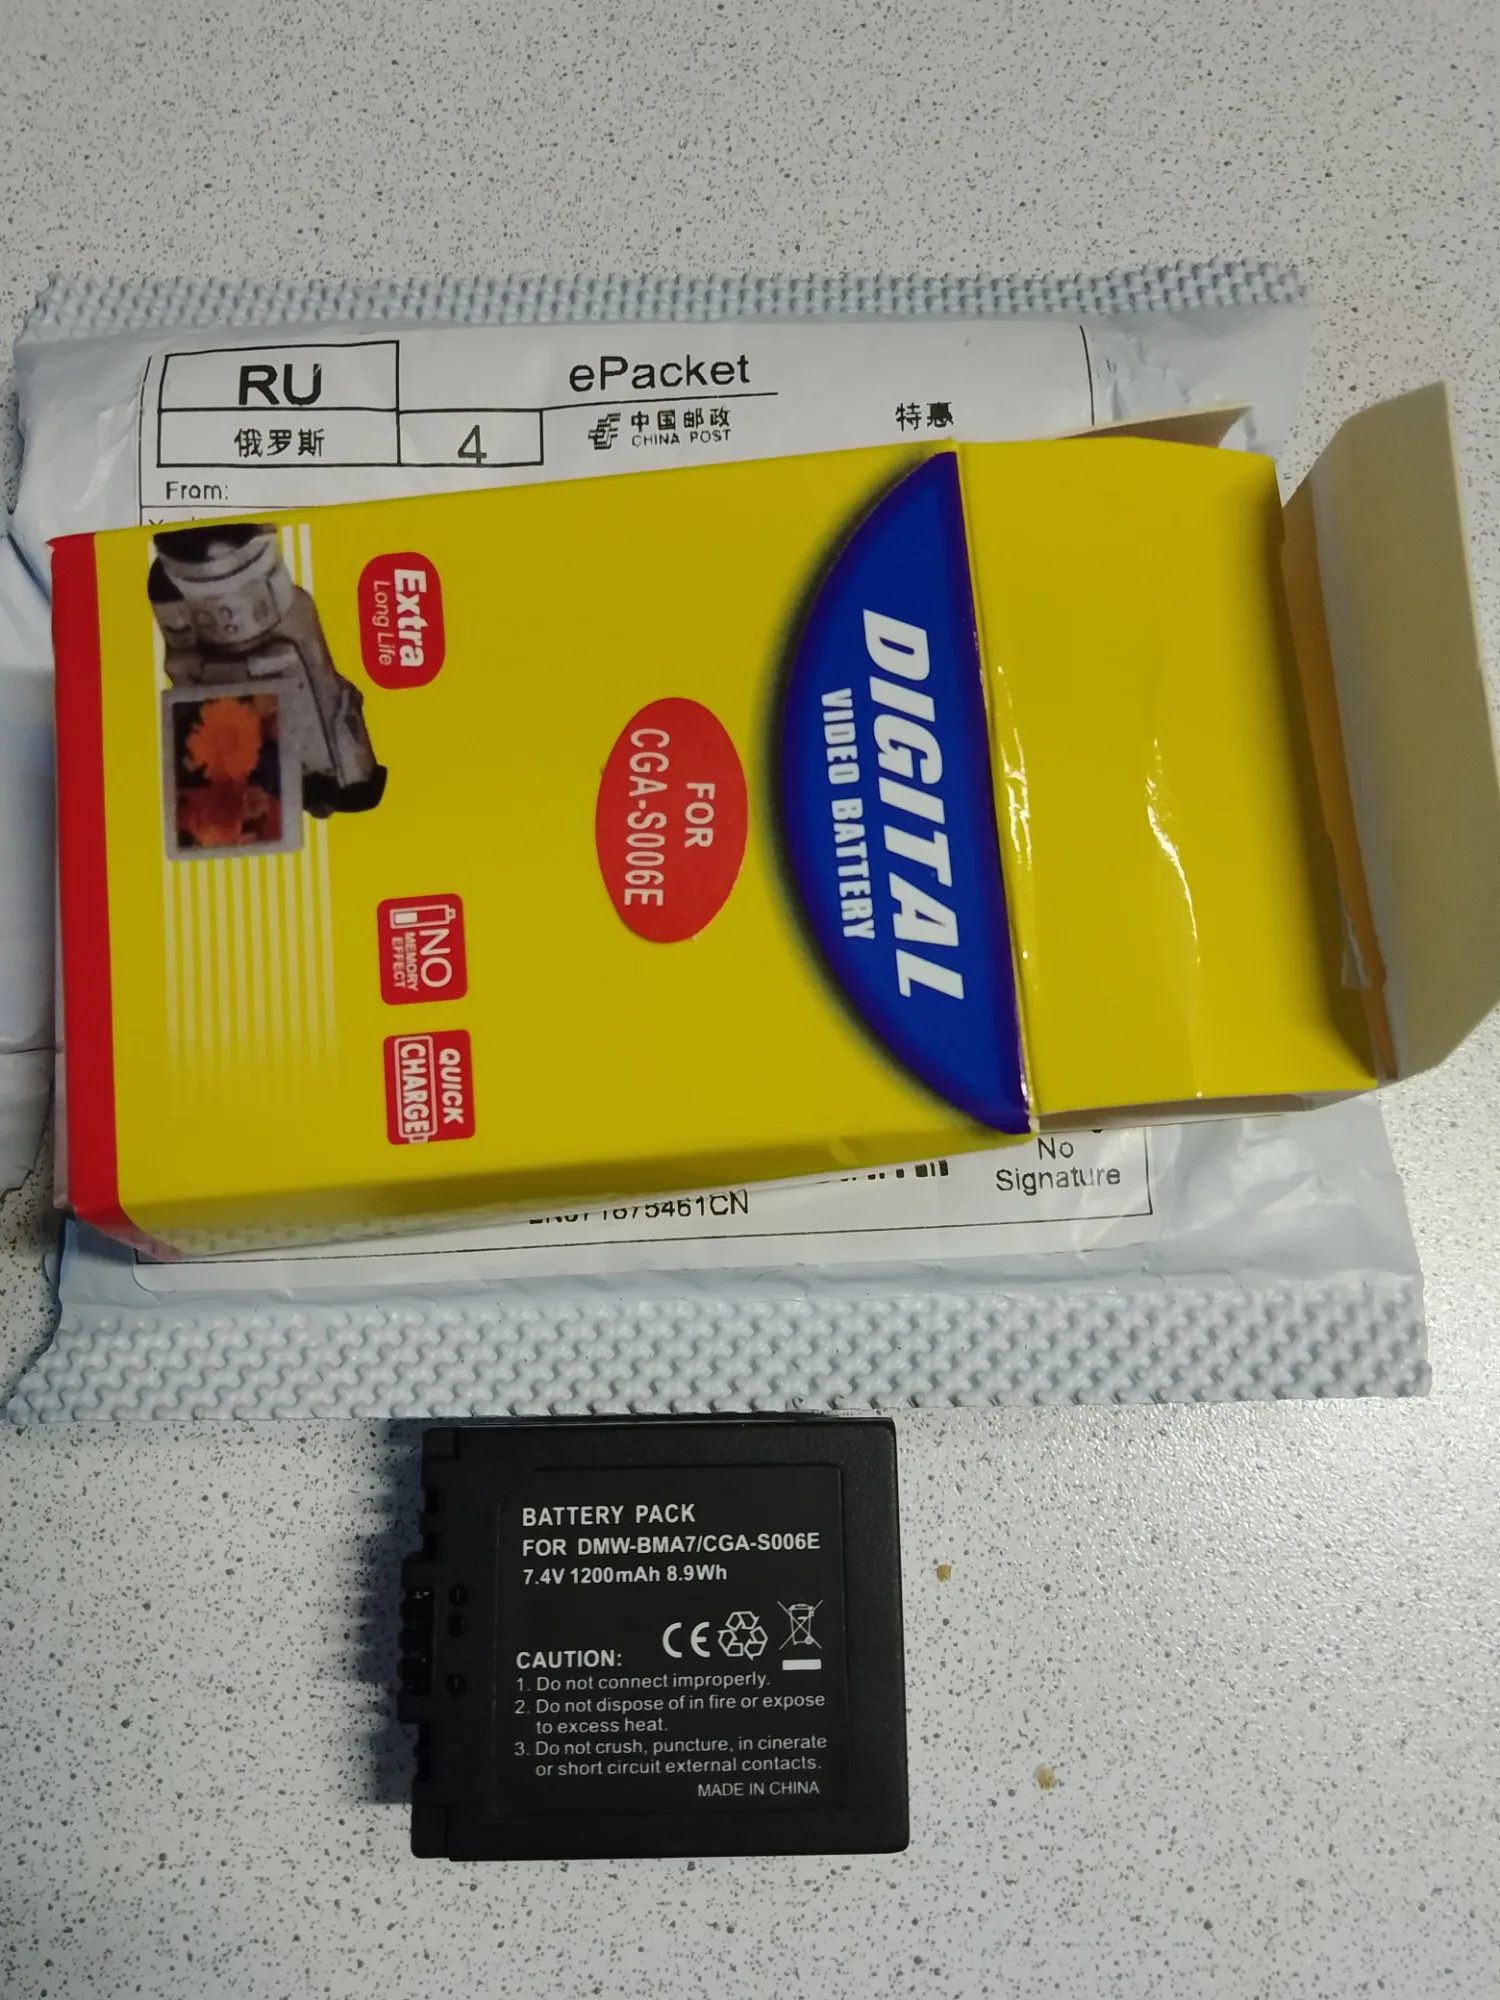 RU
ePacket
俄罗斯
4
中国邮政
CHINA POST
特惠
From:
Extra
Long Life
NO
MEMORY
EFFECT
QUICK
CHARGE
FOR
CGA-S006E
DIGITAL
VIDEO BATTERY
No
Signature
BATTERY PACK
FOR DMW-BMA7/CGA-S006E
7.4V 1200mAh 8.9Wh
CE
CAUTION:
1. Do not connect improperly.
2. Do not dispose of in fire or expose
to excess heat.
3. Do not crush, puncture, in cinerate
or short circuit external contacts.
MADE IN CHINA